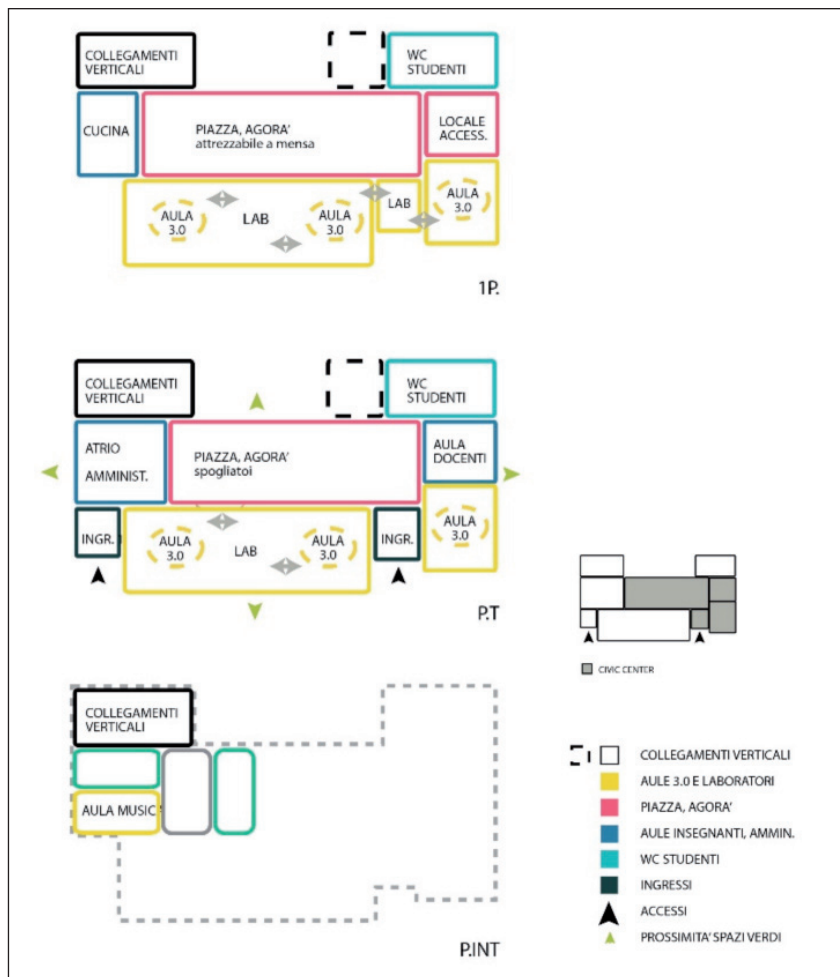 COLLEGAMENTI
VERTICALI
WC
STUDENTI
CUCINA
PIAZZA, AGORA'
attrezzabile a mensa
LOCALE
ACCESS.
AULA
3.0
LAB
AULA
3.0
LAB
AULA
3.0
1P.
COLLEGAMENTI
VERTICALI
WC
STUDENTI
ATRIO
AMMINIST.
PIAZZA, AGORA'
spogliatoi
AULA
DOCENTI
INGR.
AULA
3.0
LAB
AULA
3.0
INGR.
AULA
3.0
P.T
CIVIC CENTER
COLLEGAMENTI
VERTICALI
AULA MUSICA
P.INT
COLLEGAMENTI VERTICALI
AULE 3.0 E LABORATORI
PIAZZA, AGORA'
AULE INSEGNANTI, AMMIN.
WC STUDENTI
INGRESSI
ACCESSI
PROSSIMITA' SPAZI VERDI